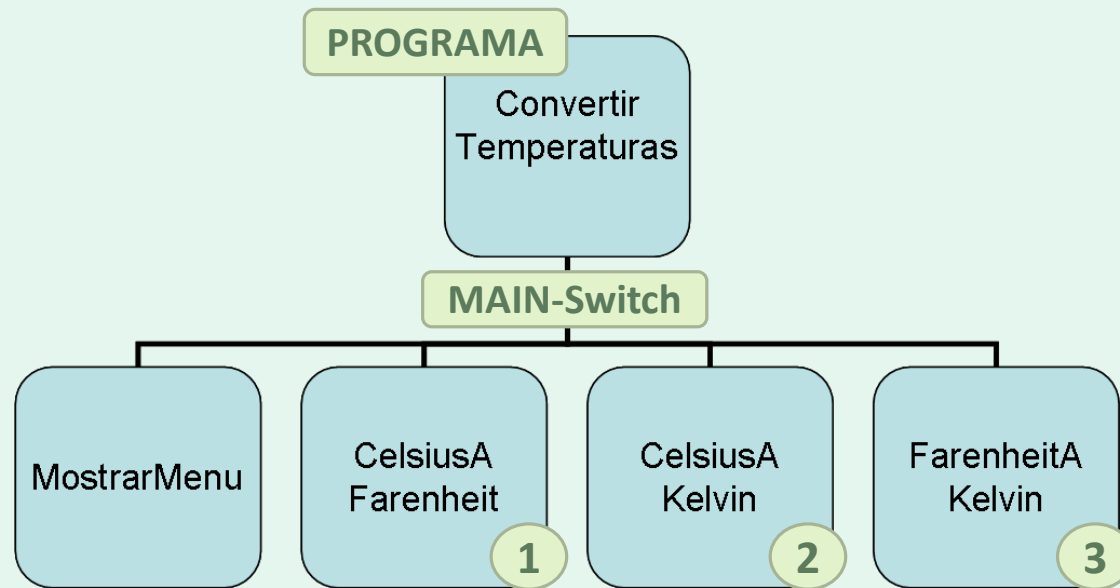 PROGRAMA
Convertir
Temperaturas
MAIN-Switch
MostrarMenu
CelsiusA
Farenheit
1
CelsiusA
Kelvin
2
FarenheitA
Kelvin
3